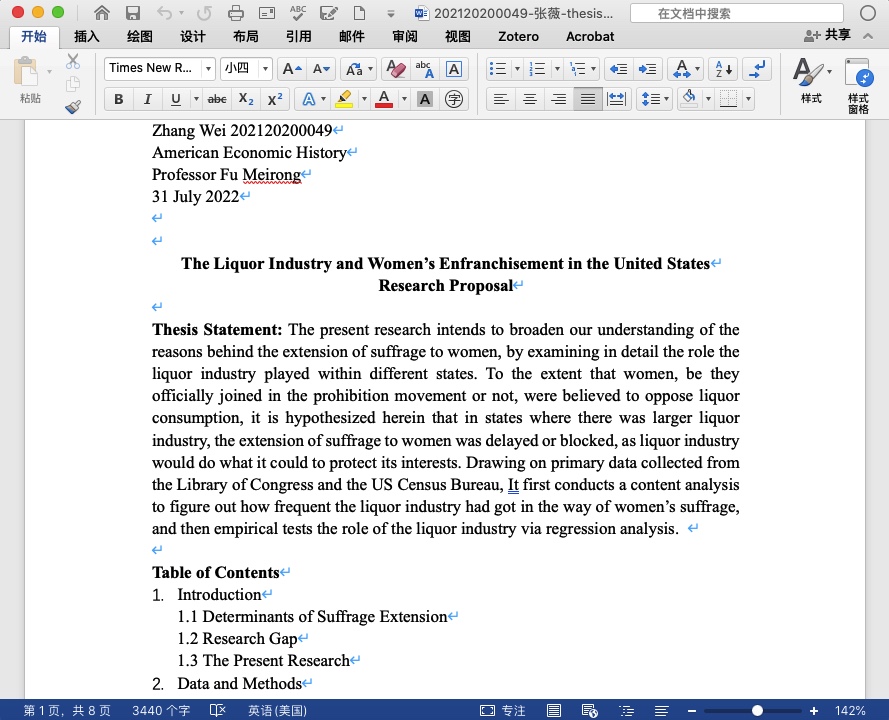 202120200049-张薇-thesis...
在文档中搜索
开始 插入 绘图 设计 布局 引用 邮件 审阅 视图 Zotero Acrobat 共享
粘贴 Times New R... 小四 样式 样式
窗格
Zhang Wei 202120200049
American Economic History
Professor Fu Meirong
31 July 2022
The Liquor Industry and Women’s Enfranchisement in the United States
Research Proposal
Thesis Statement: The present research intends to broaden our understanding of the
reasons behind the extension of suffrage to women, by examining in detail the role the
liquor industry played within different states. To the extent that women, be they
officially joined in the prohibition movement or not, were believed to oppose liquor
consumption, it is hypothesized herein that in states where there was larger liquor
industry, the extension of suffrage to women was delayed or blocked, as liquor industry
would do what it could to protect its interests. Drawing on primary data collected from
the Library of Congress and the US Census Bureau, It first conducts a content analysis
to figure out how frequent the liquor industry had got in the way of women’s suffrage,
and then empirical tests the role of the liquor industry via regression analysis.
Table of Contents
1. Introduction
1.1 Determinants of Suffrage Extension
1.2 Research Gap
1.3 The Present Research
2. Data and Methods
第 1 页，共 8 页 3440 个字 英语 (美国) 专注 142%